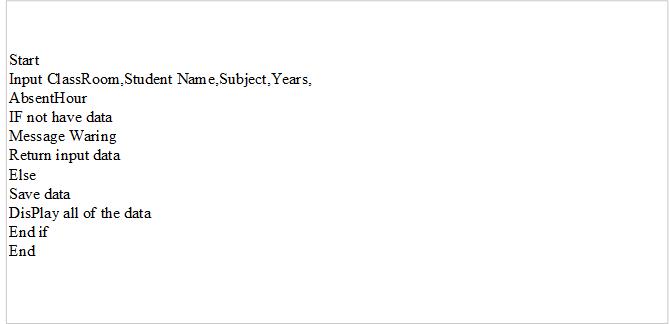 Start
Input ClassRoom,Student Name,Subject,Years,
AbsentHour
IF not have data
Message Waring
Return input data
Else
Save data
DisPlay all of the data
End if
End